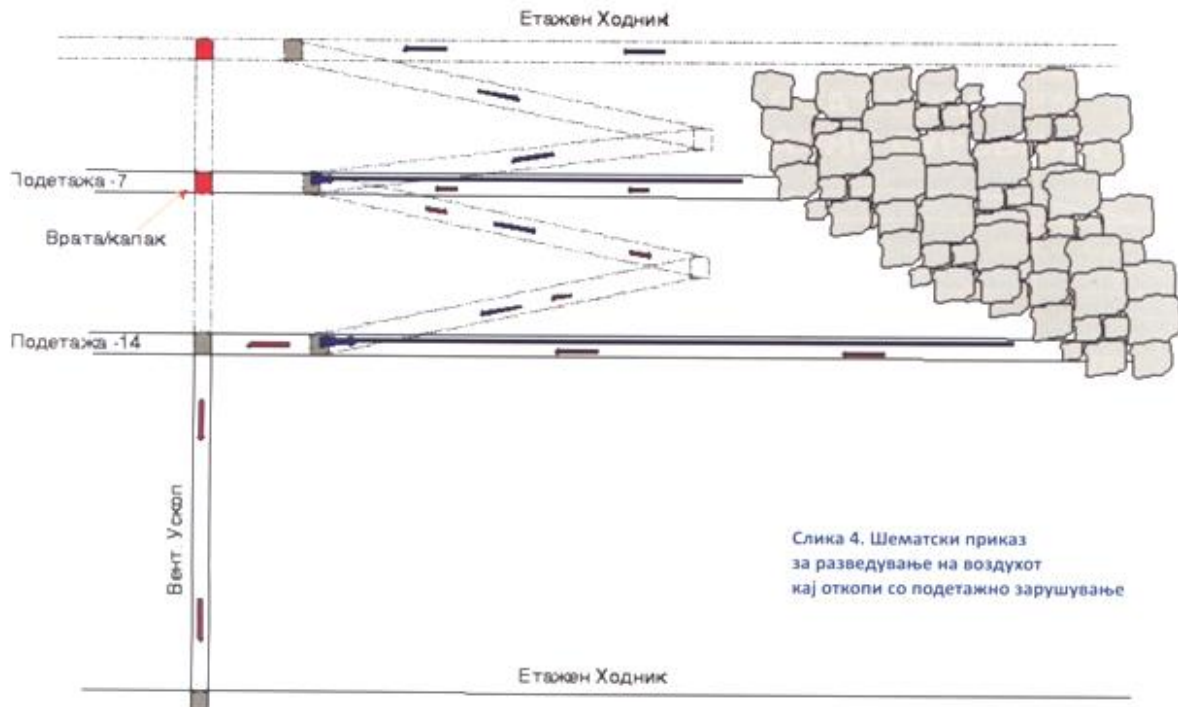 Етажен Ходник
Подетажа -7
Врата/капак
Подетажа -14
Вент. Ускоп
Слика 4. Шематски приказ
за разведување на воздухот
кај откопи со подетажно зарушување
Етажен Ходник